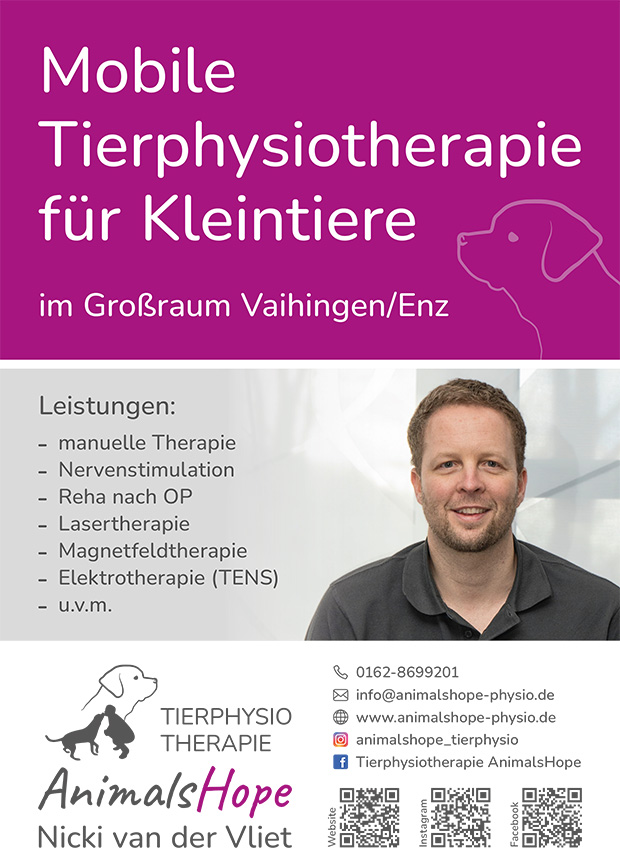 Mobile
Tierphysiotherapie
für Kleintiere
im Großraum Vaihingen/Enz
Leistungen:
- manuelle Therapie
- Nervenstimulation
- Reha nach OP
- Lasertherapie
- Magnetfeldtherapie
- Elektrotherapie (TENS)
- u.v.m.
TIERPHYSIO
THERAPIE
AnimalsHope
Nicki van der Vliet
0162-8699201
info@animalshope-physio.de
www.animalshope-physio.de
animalshope_tierphysio
Tierphysiotherapie AnimalsHope
Website
Instagram
Facebook